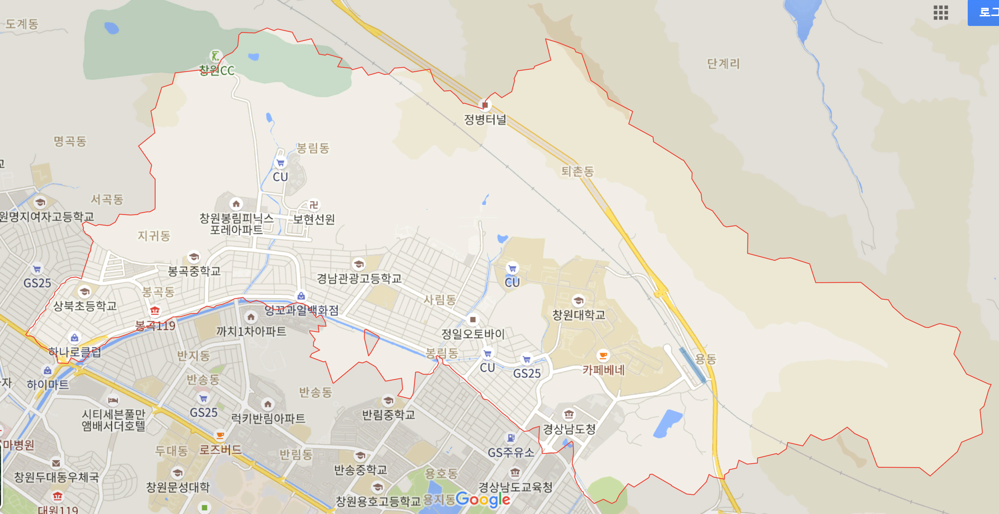 도계동
로그
창원CC
단계리
정병터널
명곡동
봉림동
교
CU
퇴촌동
서곡동
원명지여자고등학교
창원봉림피닉스
포레아파트
보현선원
지귀동
봉곡중학교
GS25
경남관광고등학교
CU
봉곡동
상북초등학교
사림동
잉꼬과일백화점
창원대학교
봉곡119
까치1차아파트
정일오토바이
하나로클럽
반지동
봉림동
용동
CU
GS25
카페베네
반송동
하이마트
자
반송동
GS25
시티세븐풀만
앰배서더호텔
럭키반림아파트
반림중학교
경상남도청
마병원
두대동
로즈버드
반림동
GS주유소
반송중학교
창원두대동우체국
용호동
창원문성대학
경상남도교육청
창원용호고등학교
용지동
Google
대원119